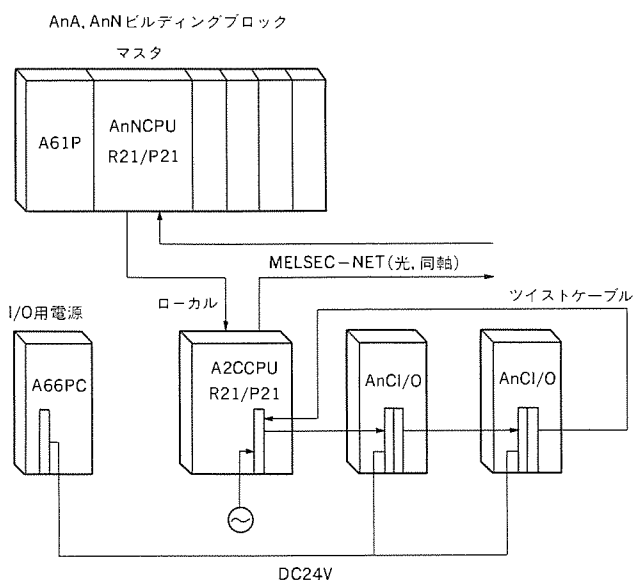 AnA, AnNビルディングブロック
マスタ
A61P
AnNCPU
R21/P21
MELSEC-NET(光, 同軸)
ローカル
ツイストケーブル
I/O用電源
A66PC
A2CCPU
R21/P21
AnCI/O
AnCI/O
DC24V